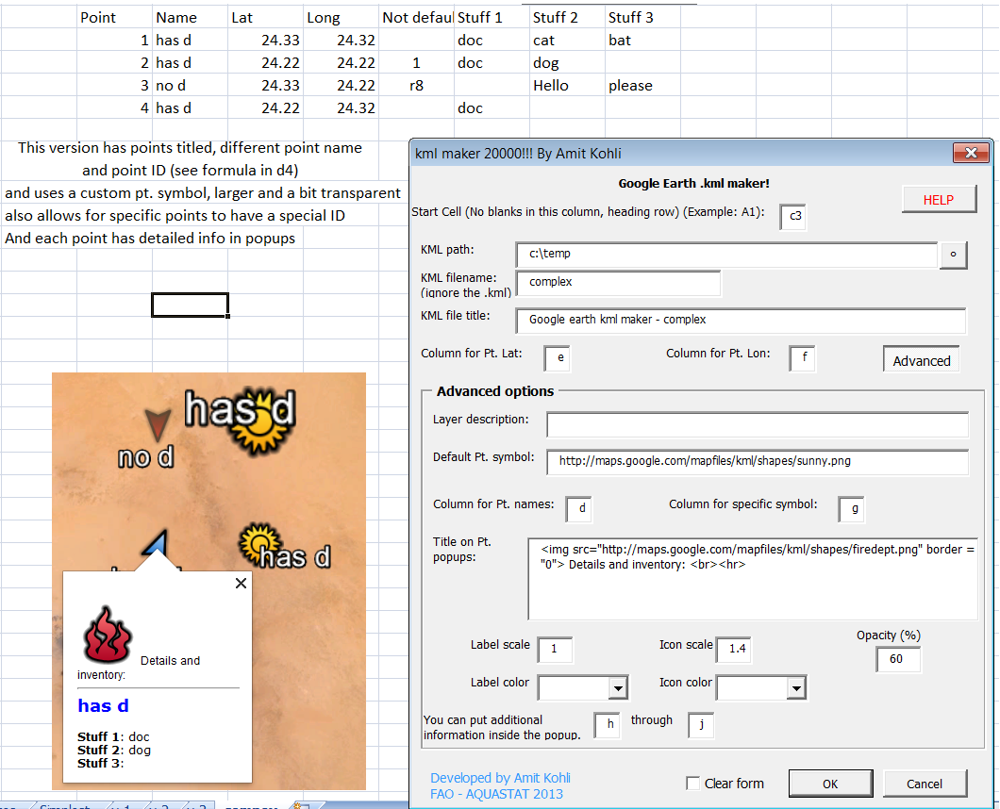 Point Name Lat Long Not defau Stuff 1 Stuff 2 Stuff 3
1 has d 24.33 24.32 doc cat bat
2 has d 24.22 24.22 1 doc dog
3 no d 24.33 24.22 r8 Hello please
4 has d 24.22 24.32 doc
This version has points titled, different point name
and point ID (see formula in d4)
and uses a custom pt. symbol, larger and a bit transparent
also allows for specific points to have a special ID
And each point has detailed info in popups
has d
no d
has d
Details and
inventory:
has d
Stuff 1: doc
Stuff 2: dog
Stuff 3:
kml maker 20000!!! By Amit Kohli
Google Earth .kml maker!
HELP
Start Cell (No blanks in this column, heading row) (Example: A1): c3
KML path: c:\temp
KML filename: complex
(ignore the .kml)
KML file title: Google earth kml maker - complex
Column for Pt. Lat: e Column for Pt. Lon: f Advanced
Advanced options
Layer description:
Default Pt. symbol: http://maps.google.com/mapfiles/kml/shapes/sunny.png
Column for Pt. names: d Column for specific symbol: g
Title on Pt. popups: <img src="http://maps.google.com/mapfiles/kml/shapes/firedept.png" border =
"0"> Details and inventory: <br><hr>
Opacity (%)
Label scale 1 Icon scale 1.4 60
Label color Icon color
You can put additional
information inside the popup. h through j
Developed by Amit Kohli
FAO - AQUASTAT 2013
Clear form OK Cancel